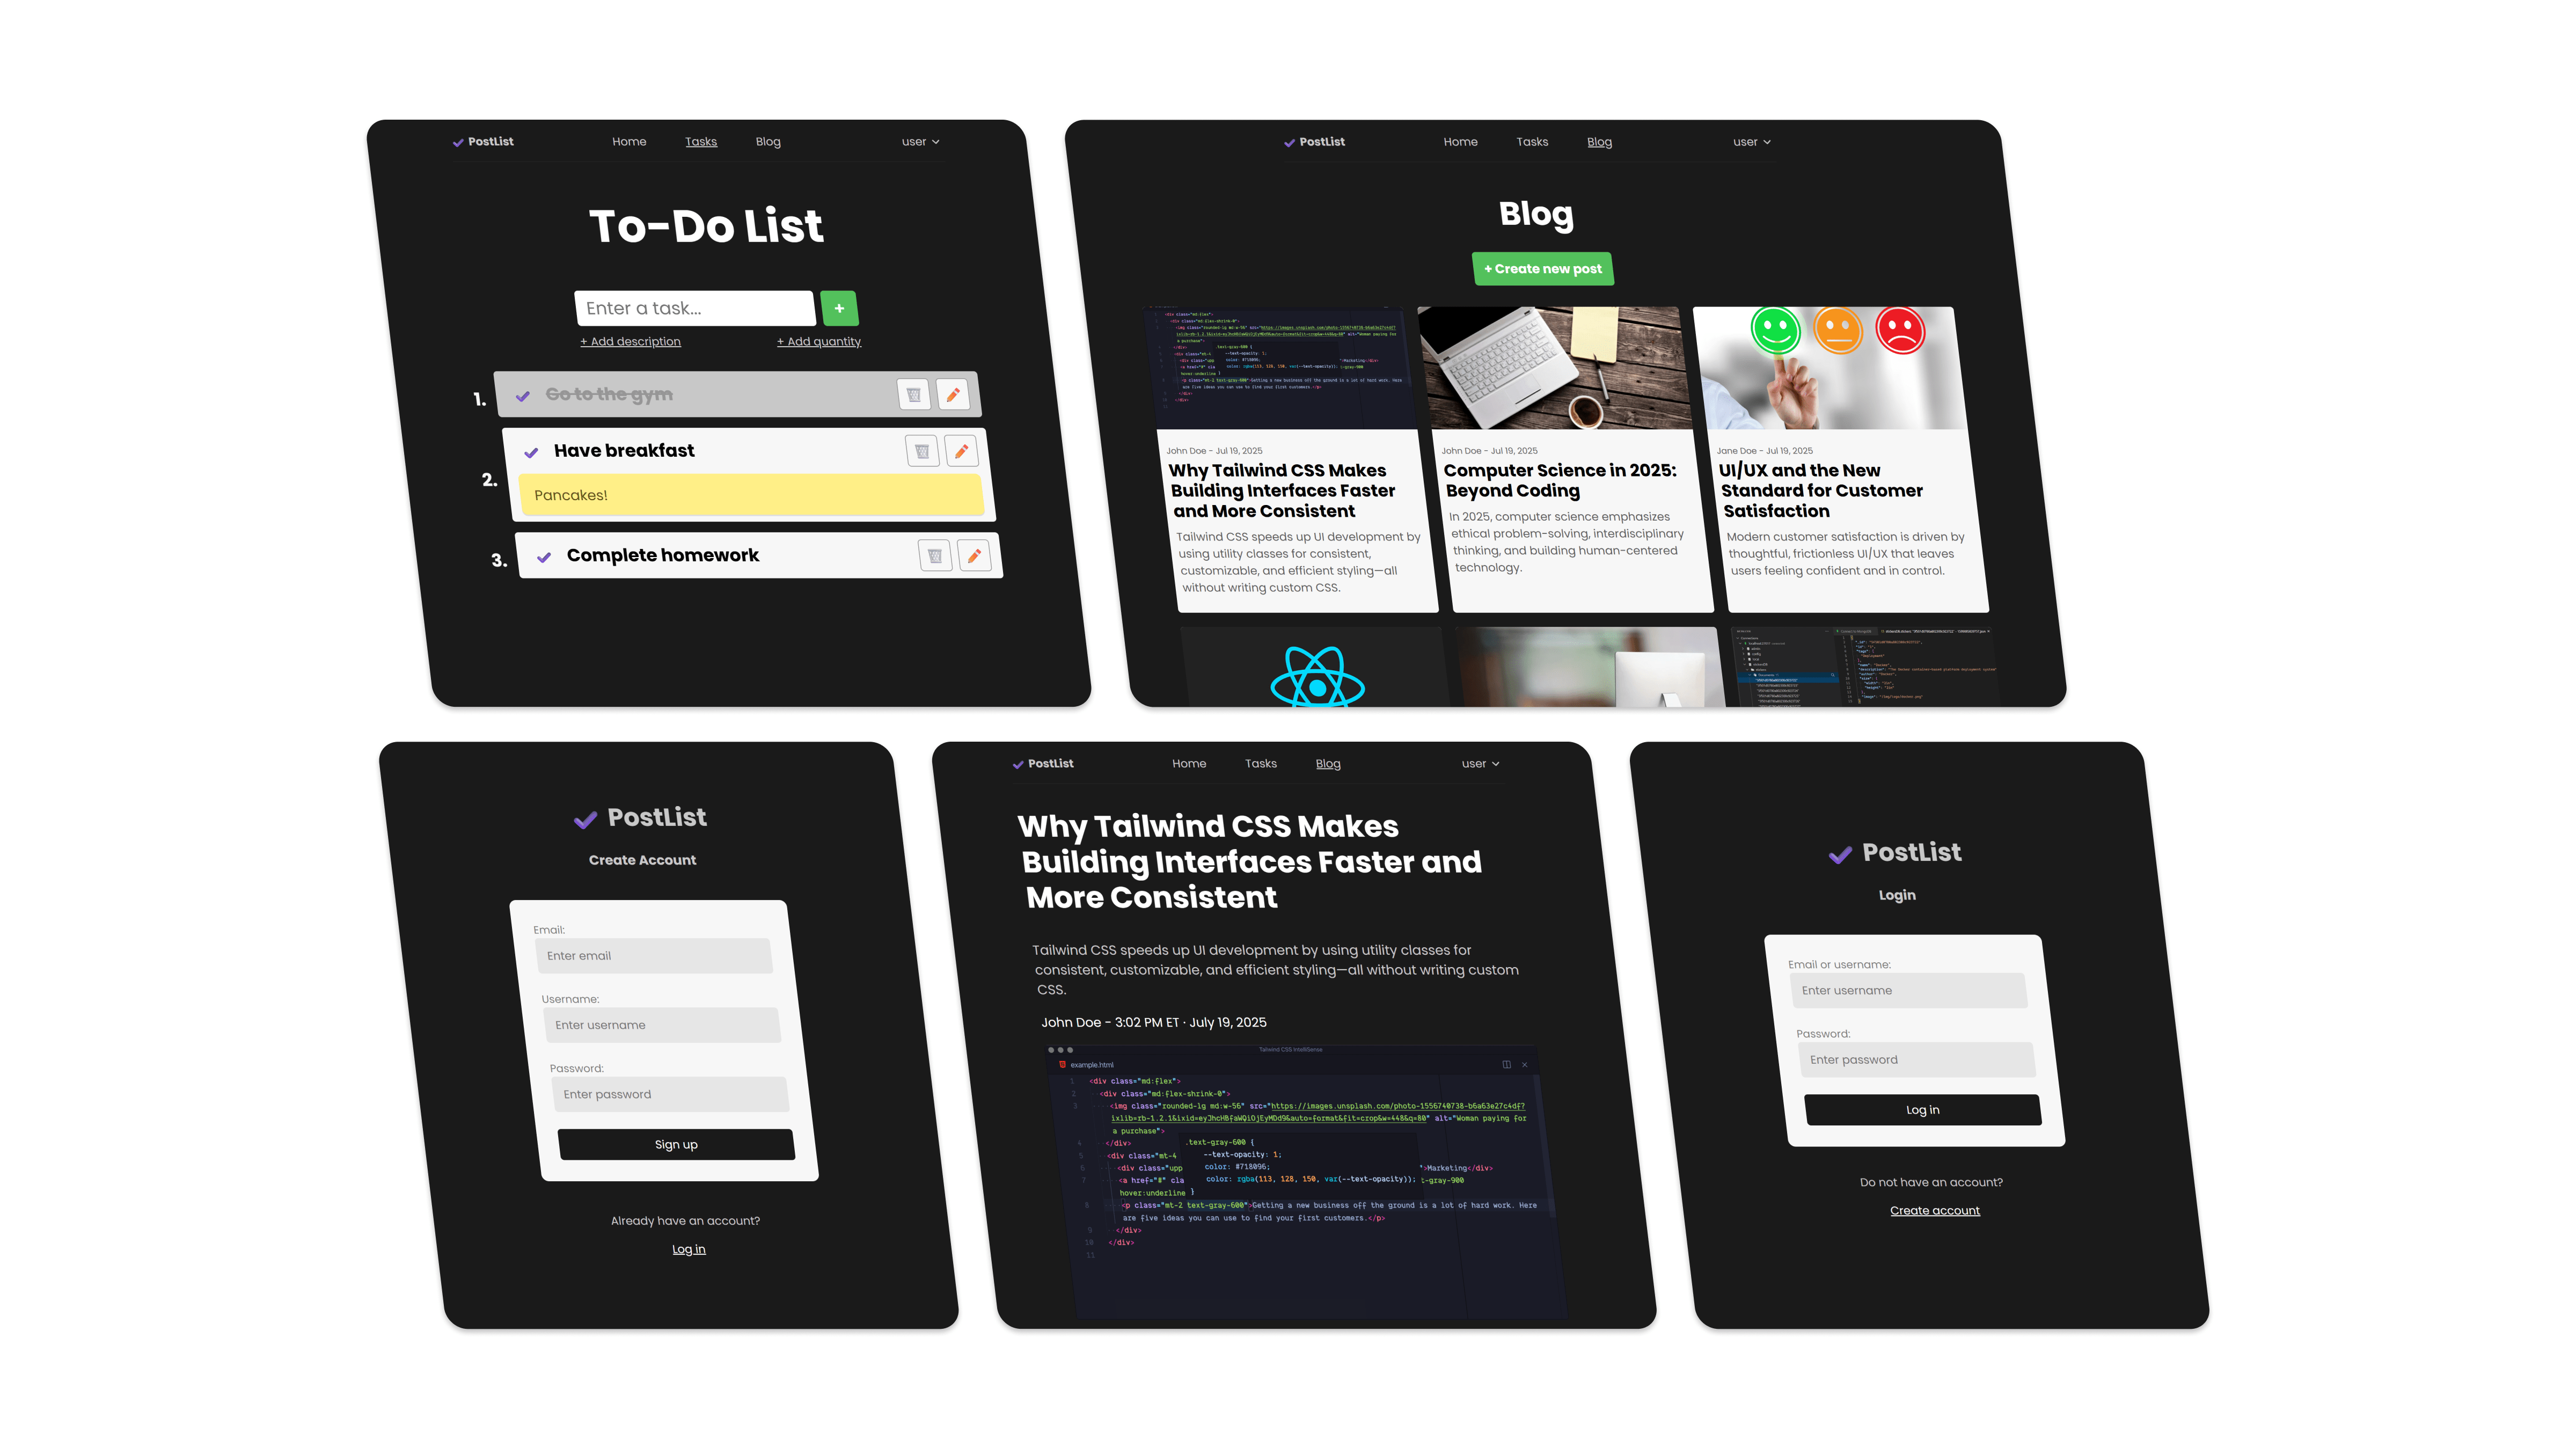 PostList
Home Tasks Blog
user
To-Do List
Enter a task...
+
+ Add description + Add quantity
1. Go to the gym
2. Have breakfast
Pancakes!
3. Complete homework
PostList
Home Tasks Blog
user
Blog
+ Create new post
John Doe - Jul 19, 2025
Why Tailwind CSS Makes
Building Interfaces Faster
and More Consistent
Tailwind CSS speeds up UI development by
using utility classes for consistent,
customizable, and efficient styling—all
without writing custom CSS.
John Doe - Jul 19, 2025
Computer Science in 2025:
Beyond Coding
In 2025, computer science emphasizes
ethical problem-solving, interdisciplinary
thinking, and building human-centered
technology.
Jane Doe - Jul 19, 2025
UI/UX and the New
Standard for Customer
Satisfaction
Modern customer satisfaction is driven by
thoughtful, frictionless UI/UX that leaves
users feeling confident and in control.
PostList
Create Account
Email:
Enter email
Username:
Enter username
Password:
Enter password
Sign up
Already have an account?
Log in
PostList
Home Tasks Blog
user
Why Tailwind CSS Makes
Building Interfaces Faster and
More Consistent
Tailwind CSS speeds up UI development by using utility classes for
consistent, customizable, and efficient styling—all without writing custom
CSS.
John Doe - 3:02 PM ET · July 19, 2025
Tailwind CSS IntelliSense
example.html
1 <div class="md:flex">
2 <div class="md:flex-shrink-0">
3 <img class="rounded-lg md:w-56" src="https://images.unsplash.com/photo-1556740738-b6a63e27c4df?
ixlib=rb-1.2.1&ixid=eyJhcHBfaWQiOjEyMDd9&auto=format&fit=crop&w=448&q=80" alt="Woman paying for
a purchase">
4 </div> .text-gray-600 {
5 <div class="mt-4 --text-opacity: 1;
6 <div class="upp color: #718096; ">Marketing</div>
7 <a href="#" cla color: rgba(113, 128, 150, var(--text-opacity)); t-gray-900
hover:underline }
8 <p class="mt-2 text-gray-600">Getting a new business off the ground is a lot of hard work. Here
are five ideas you can use to find your first customers.</p>
9 </div>
10 </div>
11
PostList
Login
Email or username:
Enter username
Password:
Enter password
Log in
Do not have an account?
Create account